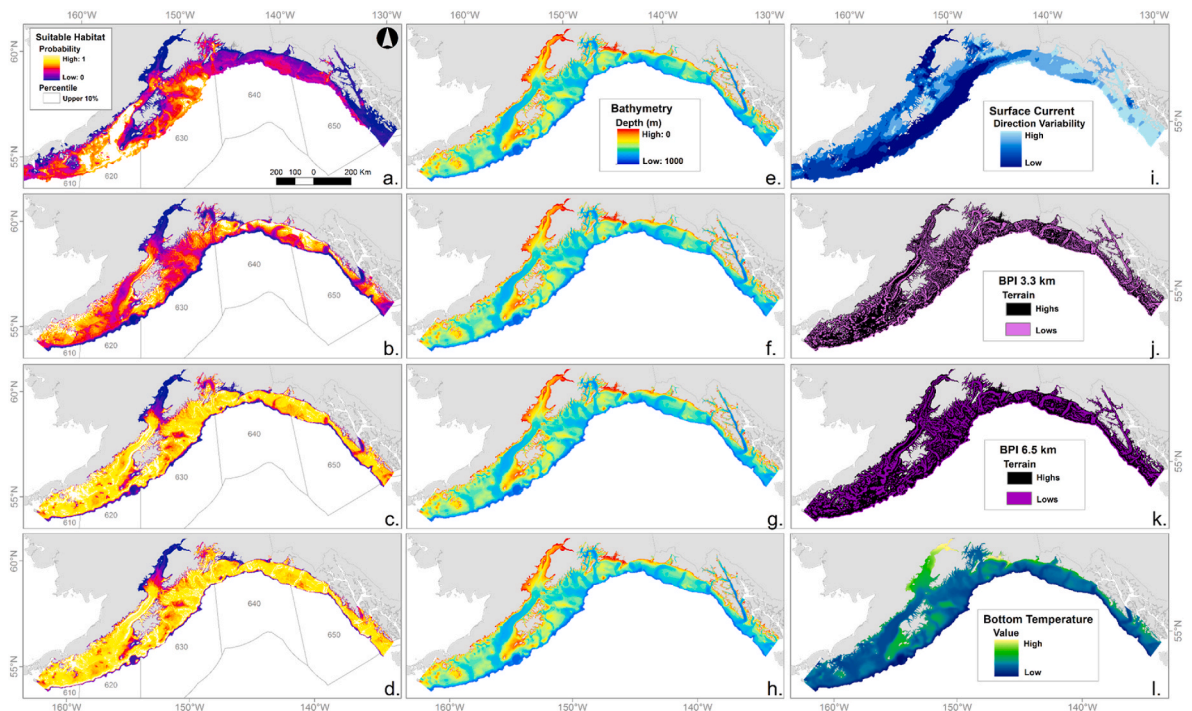 160°W 150°W 140°W 130°W 160°W 150°W 140°W 160°W 150°W 140°W 130°W
60°N
55°N
Suitable Habitat
Probability
High: 1
Low: 0
Percentile
Upper 10%
610
620
630
640
650
200 100 0 200 Km
a.
Bathymetry
Depth (m)
High: 0
Low: 1000
e.
Surface Current
Direction Variability
High
Low
i.
60°N
55°N
60°N
55°N
610
620
630
640
650
b.
f.
BPI 3.3 km
Terrain
Highs
Lows
j.
60°N
55°N
60°N
55°N
610
620
630
640
650
c.
g.
BPI 6.5 km
Terrain
Highs
Lows
k.
60°N
55°N
60°N
55°N
610
620
630
640
650
d.
h.
Bottom Temperature
Value
High
Low
l.
60°N
55°N
160°W 150°W 140°W 160°W 150°W 140°W 160°W 150°W 140°W